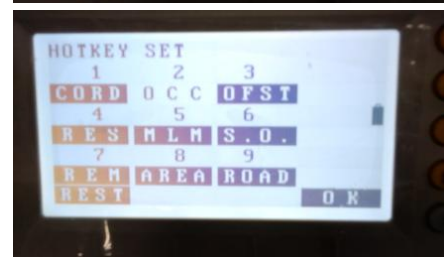 HOTKEY SET
1 2 3
CORD OCC OFST
4 5 6
RES MLM S.O.
7 8 9
REM AREA ROAD
REST OK